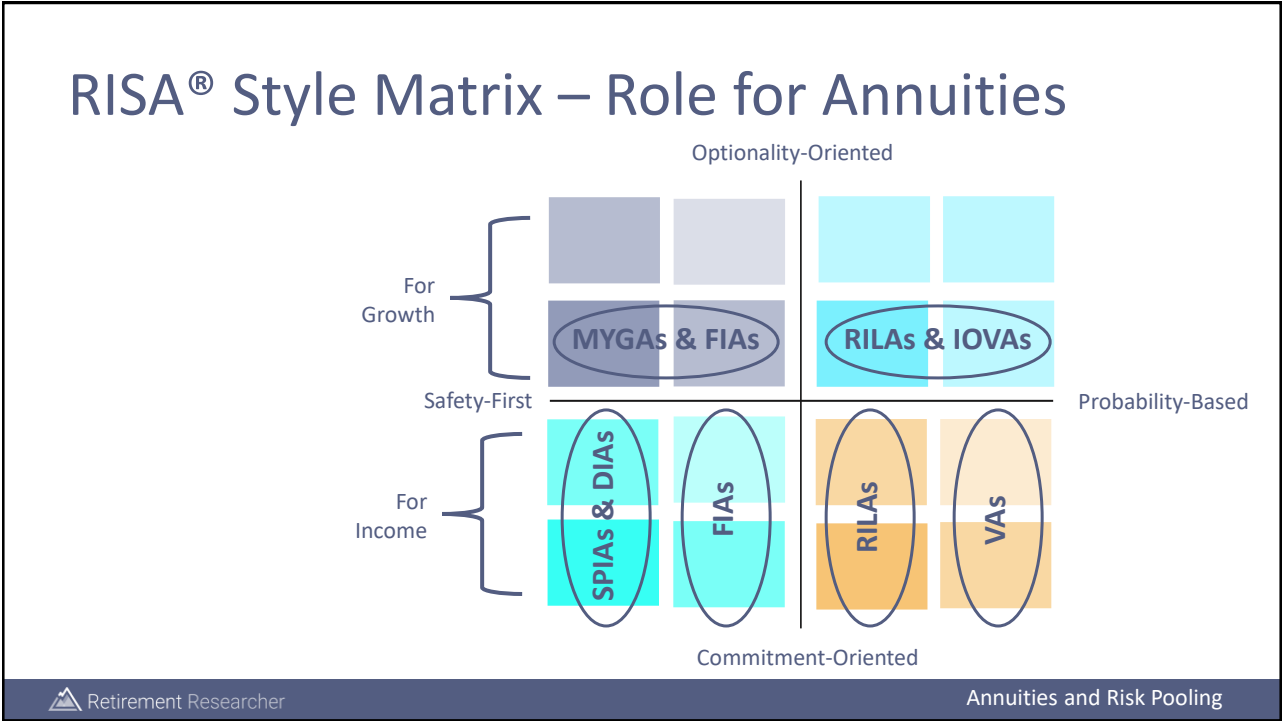 RISA® Style Matrix – Role for Annuities
Optionality-Oriented
For
Growth
MYGAs & FIAs
RILAs & IOVAs
Safety-First
Probability-Based
For
Income
SPIAs & DIAs
FIAs
RILAs
VAs
Commitment-Oriented
Retirement Researcher
Annuities and Risk Pooling